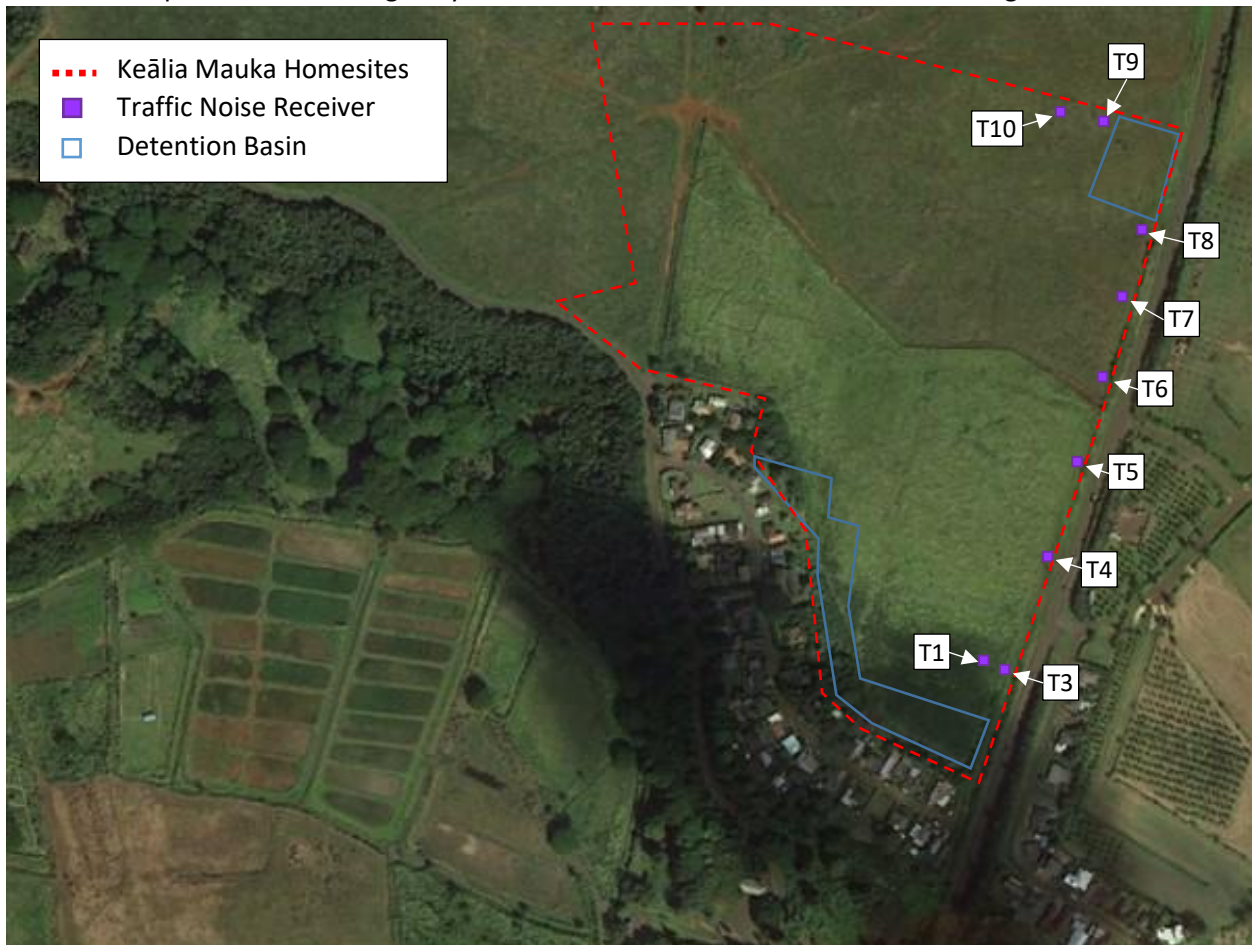 Keālia Mauka Homesites
Traffic Noise Receiver
Detention Basin
T9
T10
T8
T7
T6
T5
T4
T1
T3